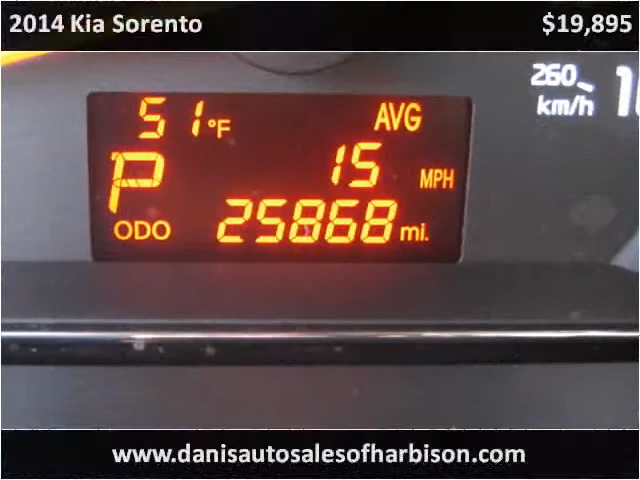 2014 Kia Sorento $19,895
260
km/h
51°F AVG
P 15 MPH
ODO 25868 mi.
www.danisautosalesofharbison.com